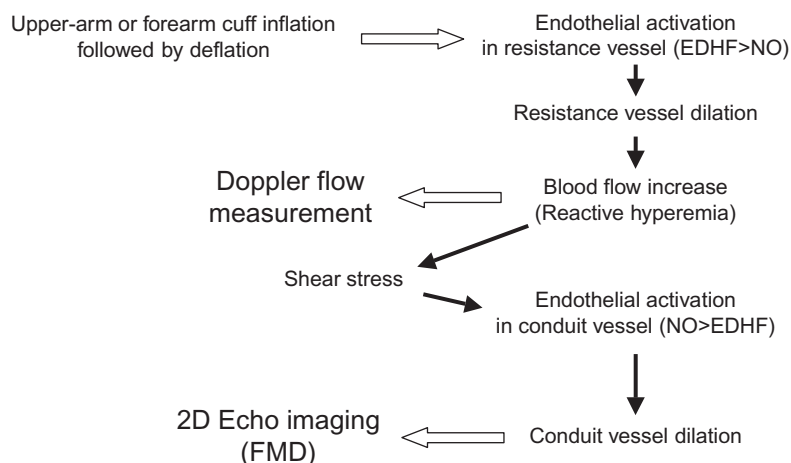 Upper-arm or forearm cuff inflation
followed by deflation
Endothelial activation
in resistance vessel (EDHF>NO)
Resistance vessel dilation
Blood flow increase
(Reactive hyperemia)
Doppler flow
measurement
Shear stress
Endothelial activation
in conduit vessel (NO>EDHF)
Conduit vessel dilation
2D Echo imaging
(FMD)